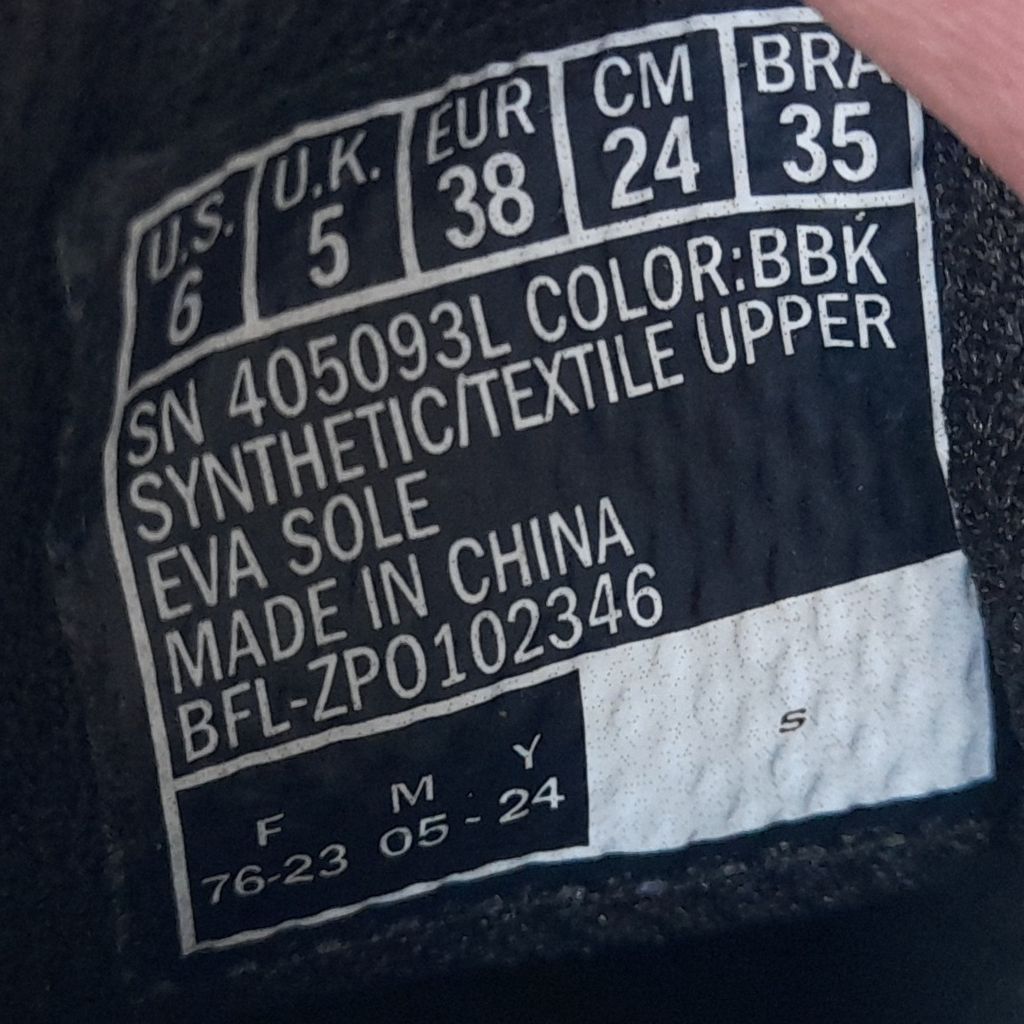 U.S. U.K. EUR CM BRA
6 5 38 24 35
SN 405093L COLOR:BBK
SYNTHETIC/TEXTILE UPPER
EVA SOLE
MADE IN CHINA
BFL-ZPO102346
F M Y
76-23 05 - 24
S